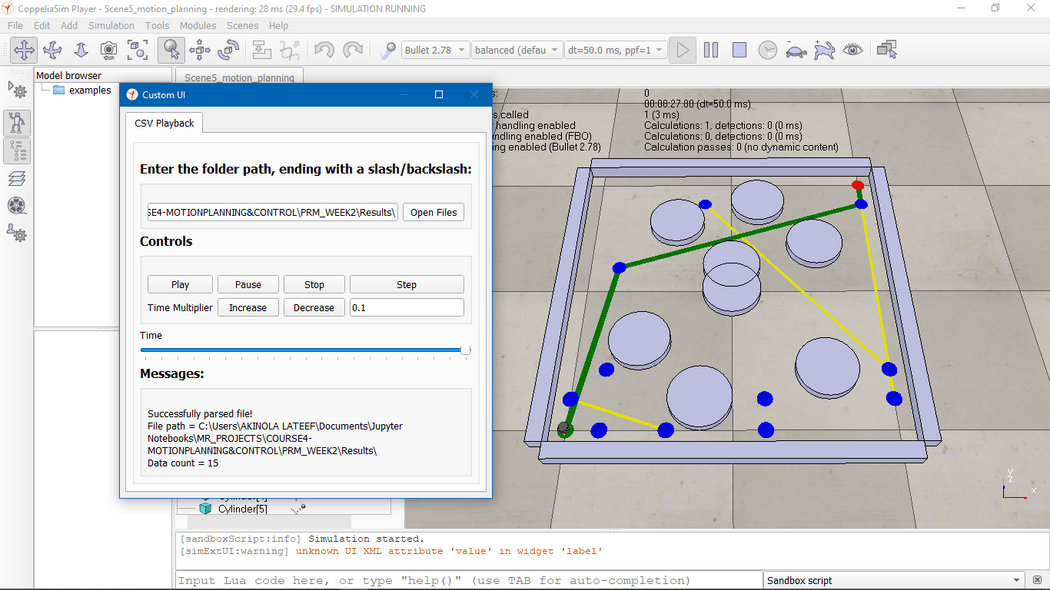 CoppeliaSim Player - Scene5_motion_planning - rendering: 28 ms (29.4 fps) - SIMULATION RUNNING
File Edit Add Simulation Tools Modules Scenes Help
Bullet 2.78 balanced (defau dt=50.0 ms, ppf=1
Model browser
examples
Scene5_motion_planning
Custom UI
CSV Playback
Enter the folder path, ending with a slash/backslash:
SE4-MOTIONPLANNING&CONTROL\PRM_WEEK2\Results\ Open Files
Controls
Play Pause Stop Step
Time Multiplier Increase Decrease 0.1
Time
Messages:
Successfully parsed file!
File path = C:\Users\AKINOLA LATEEF\Documents\Jupyter
Notebooks\MR_PROJECTS\COURSE4-
MOTIONPLANNING&CONTROL\PRM_WEEK2\Results\
Data count = 15
s: 0
00:08:27.60 (dt=50.0 ms)
s called 1 (3 ms)
handling enabled Calculations: 1, detections: 0 (0 ms)
ndling enabled (FBO) Calculations: 0, detections: 0 (0 ms)
ing enabled (Bullet 2.78) Calculation passes: 0 (no dynamic content)
Y
Z
X
Cylinder[4]
Cylinder[5]
[sandboxScript:info] Simulation started.
[simExtUI:warning] unknown UI XML attribute 'value' in widget 'label'
Input Lua code here, or type "help()" (use TAB for auto-completion) Sandbox script